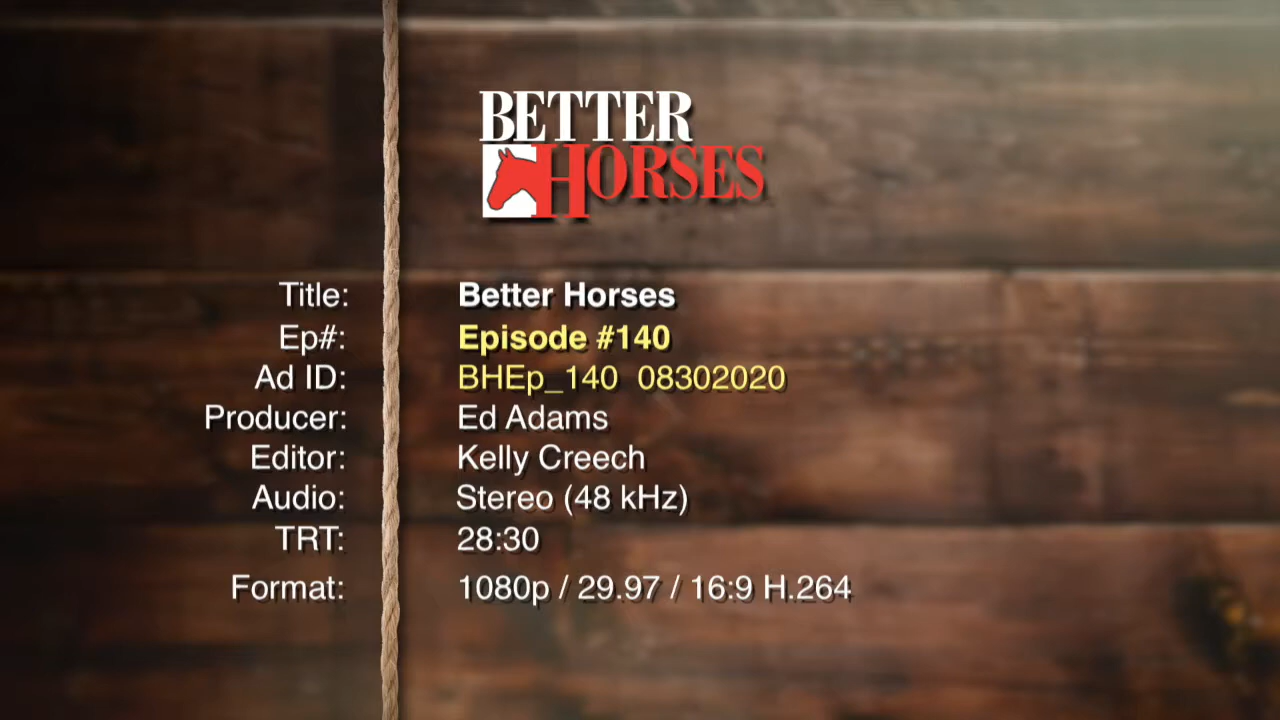 BETTER
HORSES
Title: Better Horses
Ep#: Episode #140
Ad ID: BHEp_140 08302020
Producer: Ed Adams
Editor: Kelly Creech
Audio: Stereo (48 kHz)
TRT: 28:30
Format: 1080p / 29.97 / 16:9 H.264